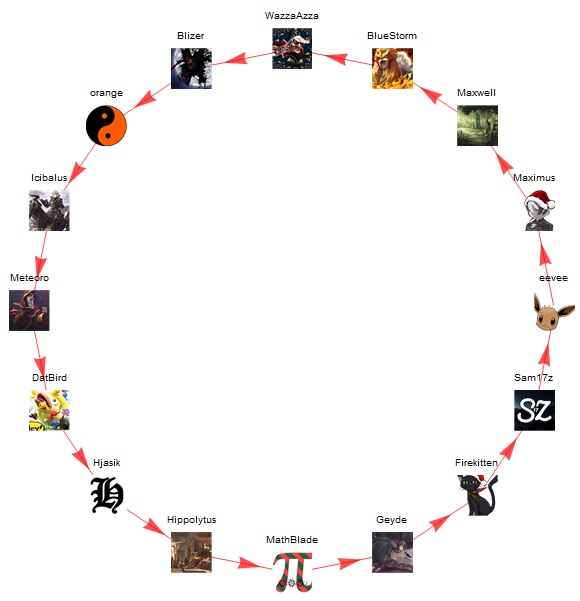 WazzaAzza
Blizer
BlueStorm
orange
Maxwell
Icibalus
Maximus
Meteoro
eevee
DatBird
Sam17z
SZ
Hjasik
H
Firekitten
Hippolytus
MathBlade
Geyde
π